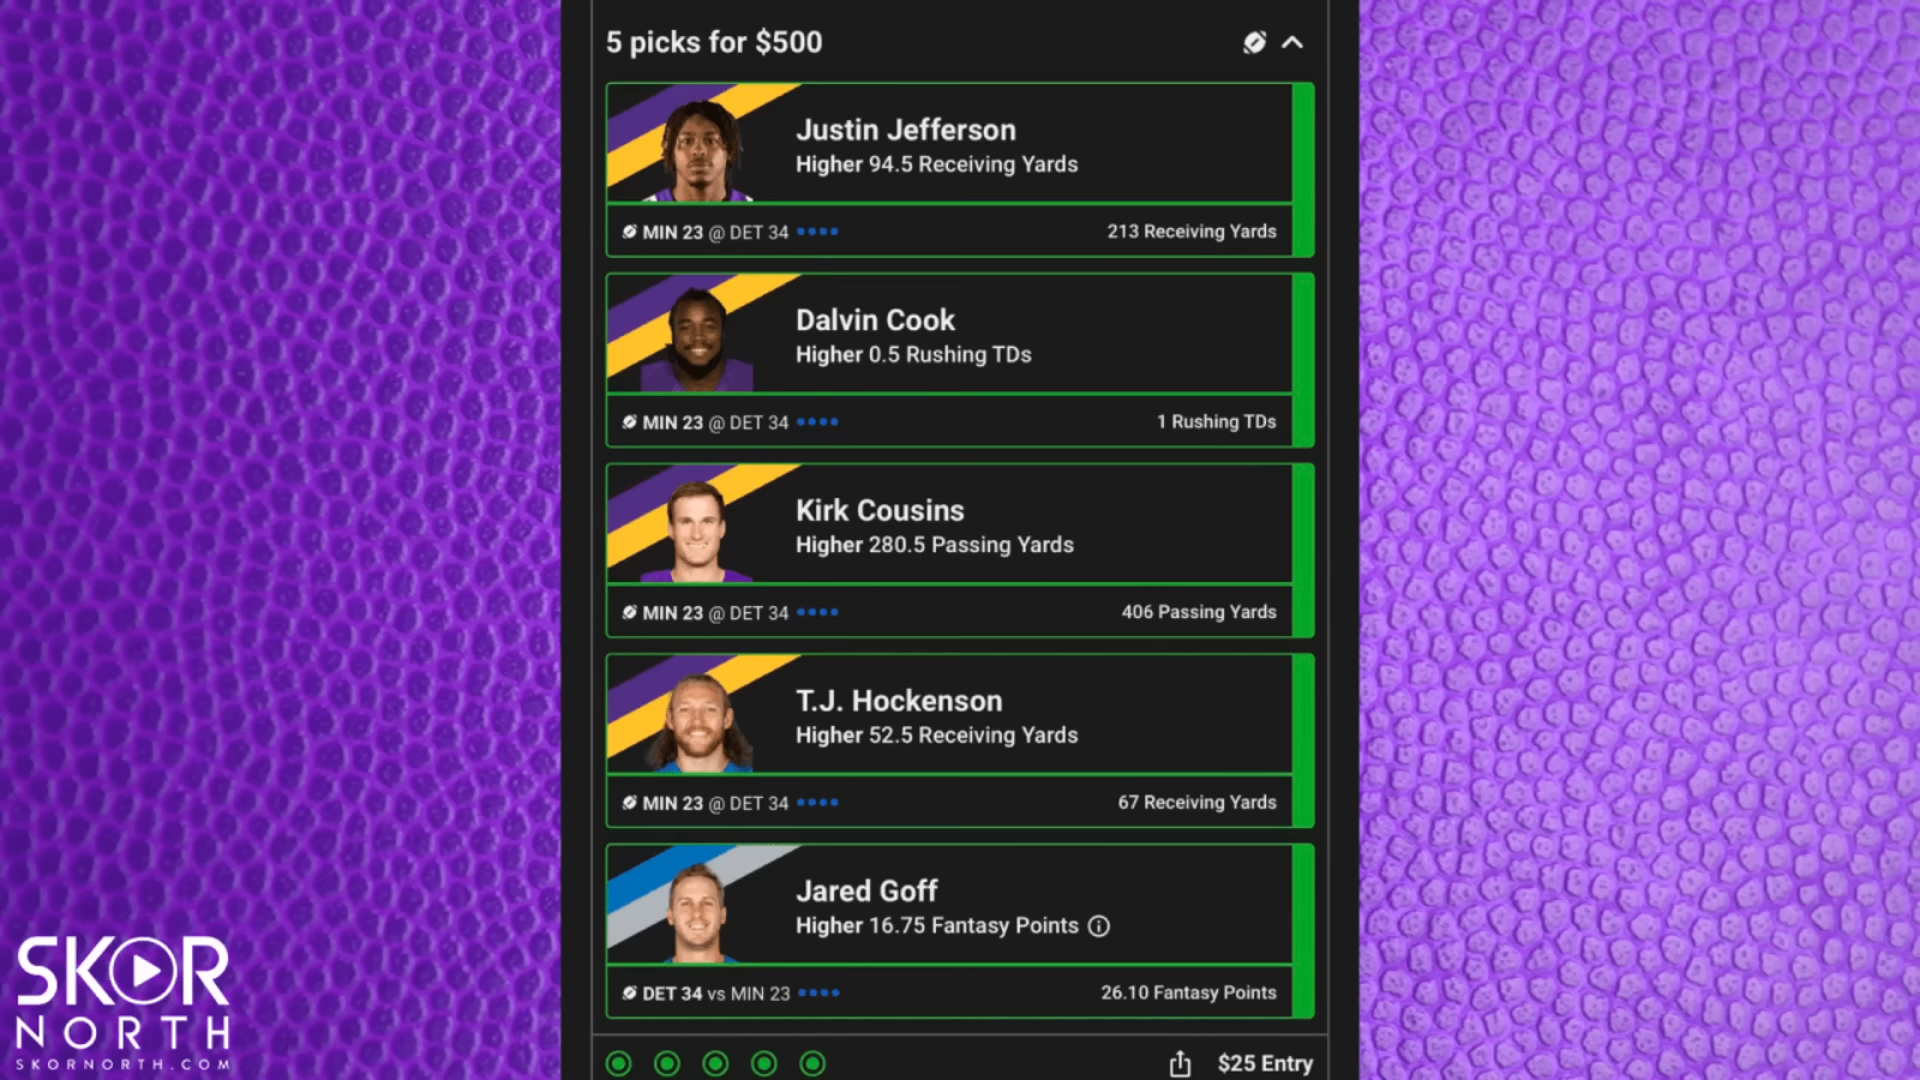 5 picks for $500
Justin Jefferson
Higher 94.5 Receiving Yards
MIN 23 @ DET 34
213 Receiving Yards
Dalvin Cook
Higher 0.5 Rushing TDs
MIN 23 @ DET 34
1 Rushing TDs
Kirk Cousins
Higher 280.5 Passing Yards
MIN 23 @ DET 34
406 Passing Yards
T.J. Hockenson
Higher 52.5 Receiving Yards
MIN 23 @ DET 34
67 Receiving Yards
Jared Goff
Higher 16.75 Fantasy Points
DET 34 vs MIN 23
26.10 Fantasy Points
$25 Entry
SKOR
NORTH
SKORNORTH.COM